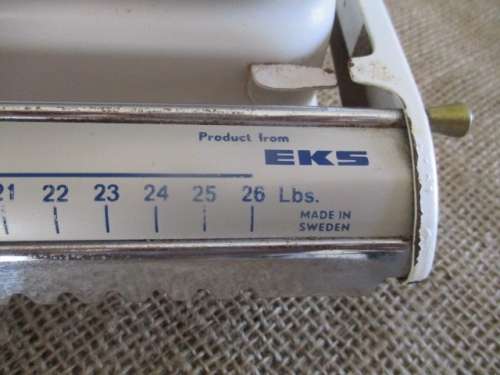 Product from
EKS
21 22 23 24 25 26 Lbs.
MADE IN
SWEDEN